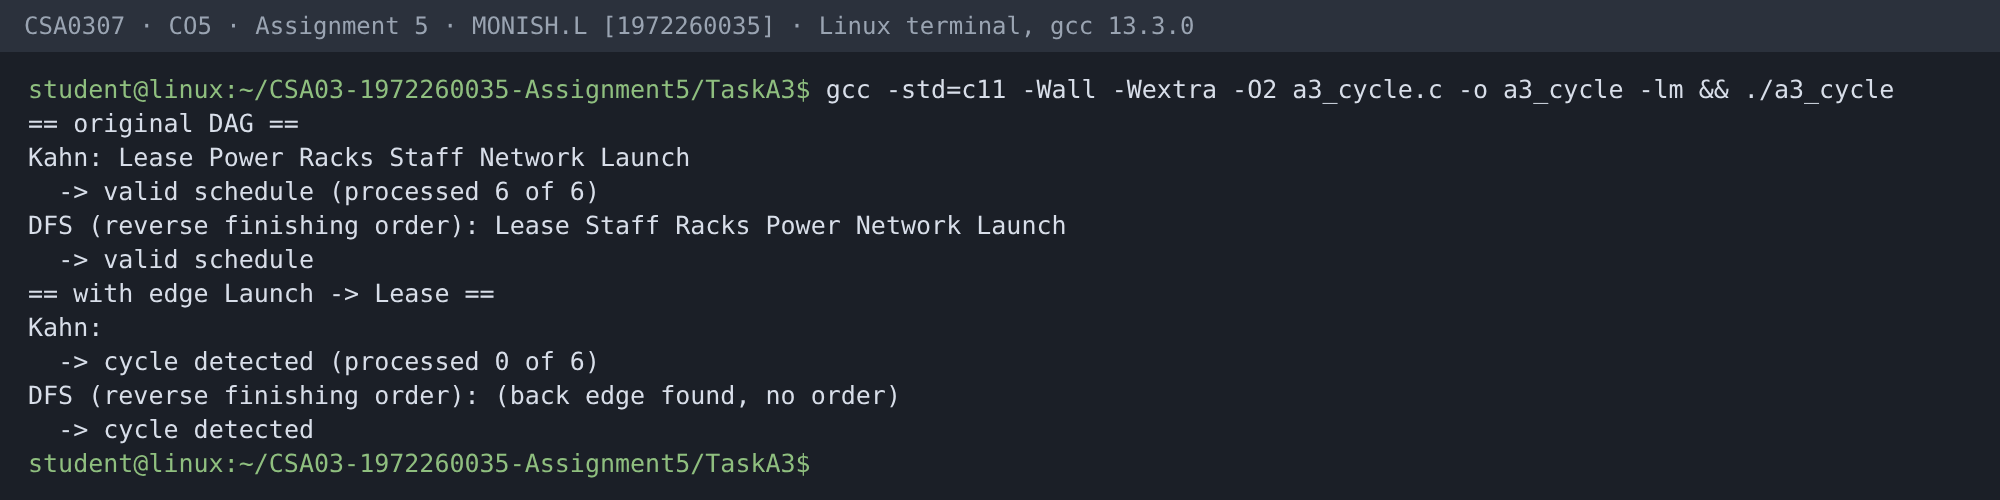 CSA0307 · CO5 · Assignment 5 · MONISH.L [1972260035] · Linux terminal, gcc 13.3.0
student@linux:~/CSA03-1972260035-Assignment5/TaskA3$ gcc -std=c11 -Wall -Wextra -O2 a3_cycle.c -o a3_cycle -lm && ./a3_cycle
== original DAG ==
Kahn: Lease Power Racks Staff Network Launch
  -> valid schedule (processed 6 of 6)
DFS (reverse finishing order): Lease Staff Racks Power Network Launch
  -> valid schedule
== with edge Launch -> Lease ==
Kahn:
  -> cycle detected (processed 0 of 6)
DFS (reverse finishing order): (back edge found, no order)
  -> cycle detected
student@linux:~/CSA03-1972260035-Assignment5/TaskA3$